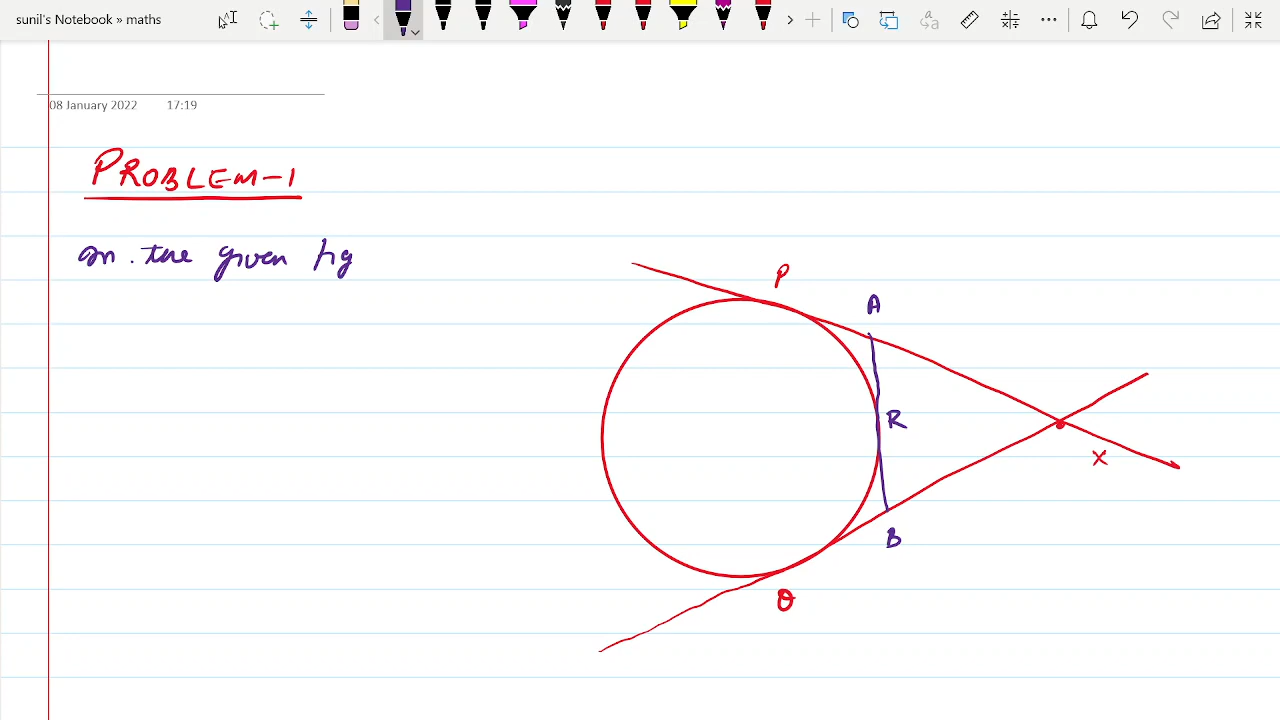 sunil's Notebook » maths
08 January 2022 17:19
PROBLEM-1
In the given fig
P
A
R
X
B
Q